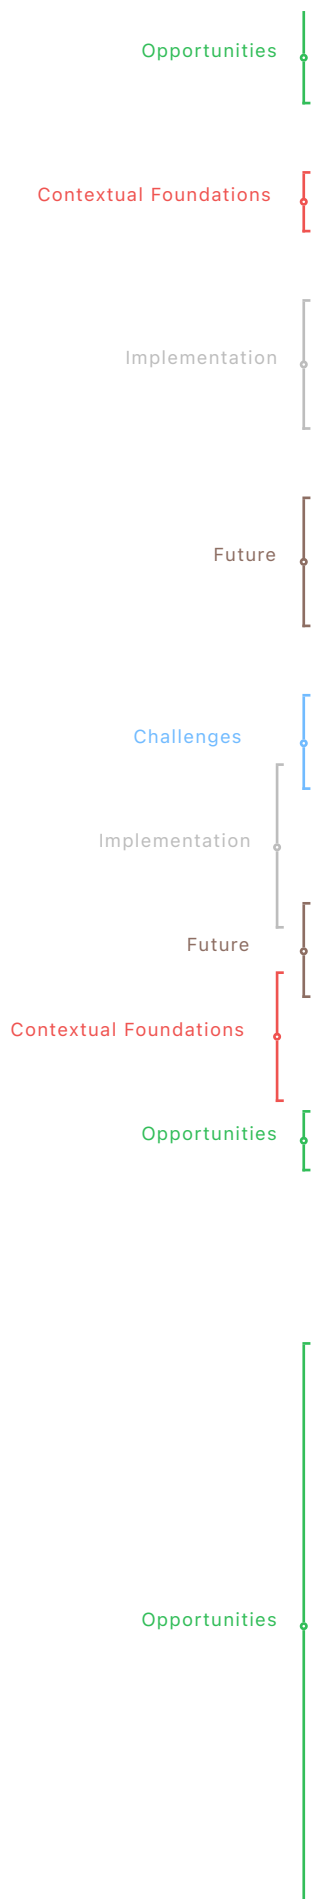 Opportunities
Contextual Foundations
Implementation
Future
Challenges
Implementation
Future
Contextual Foundations
Opportunities
Opportunities